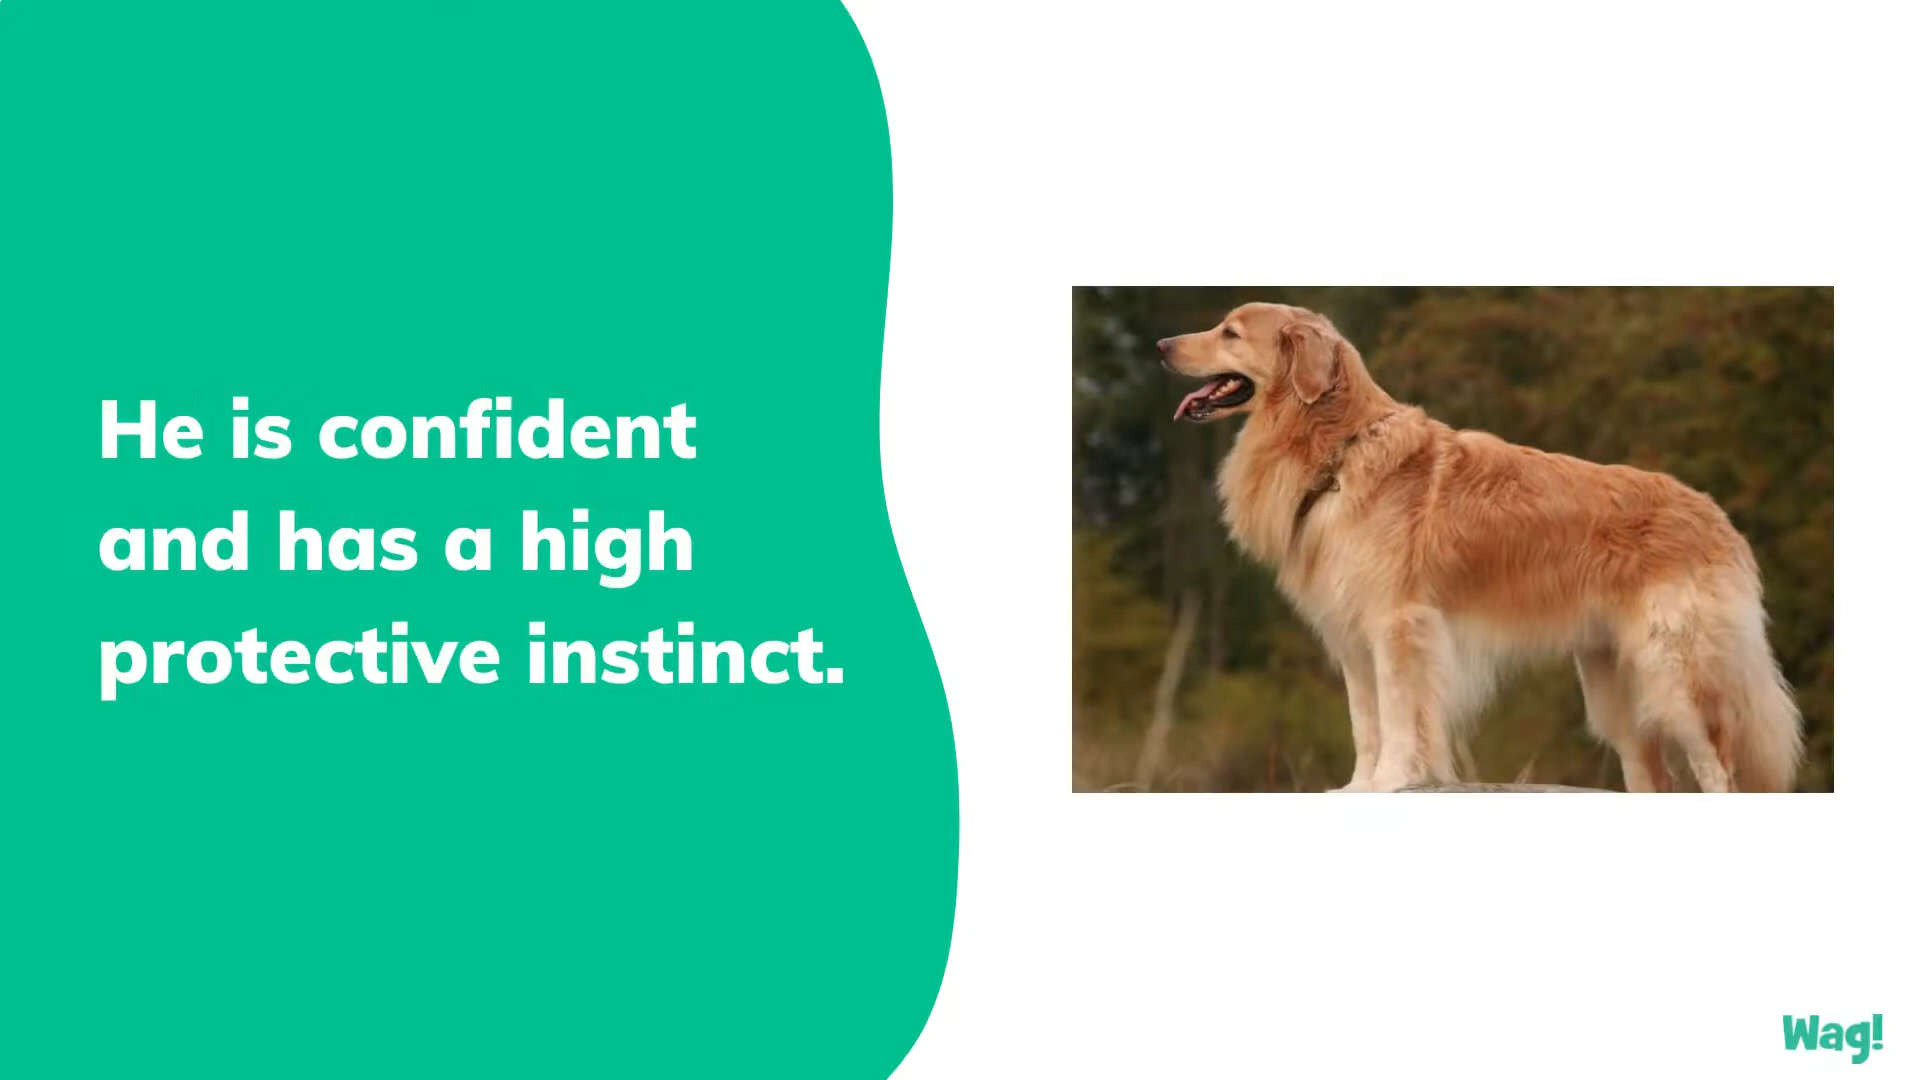 He is confident
and has a high
protective instinct.
Wag!